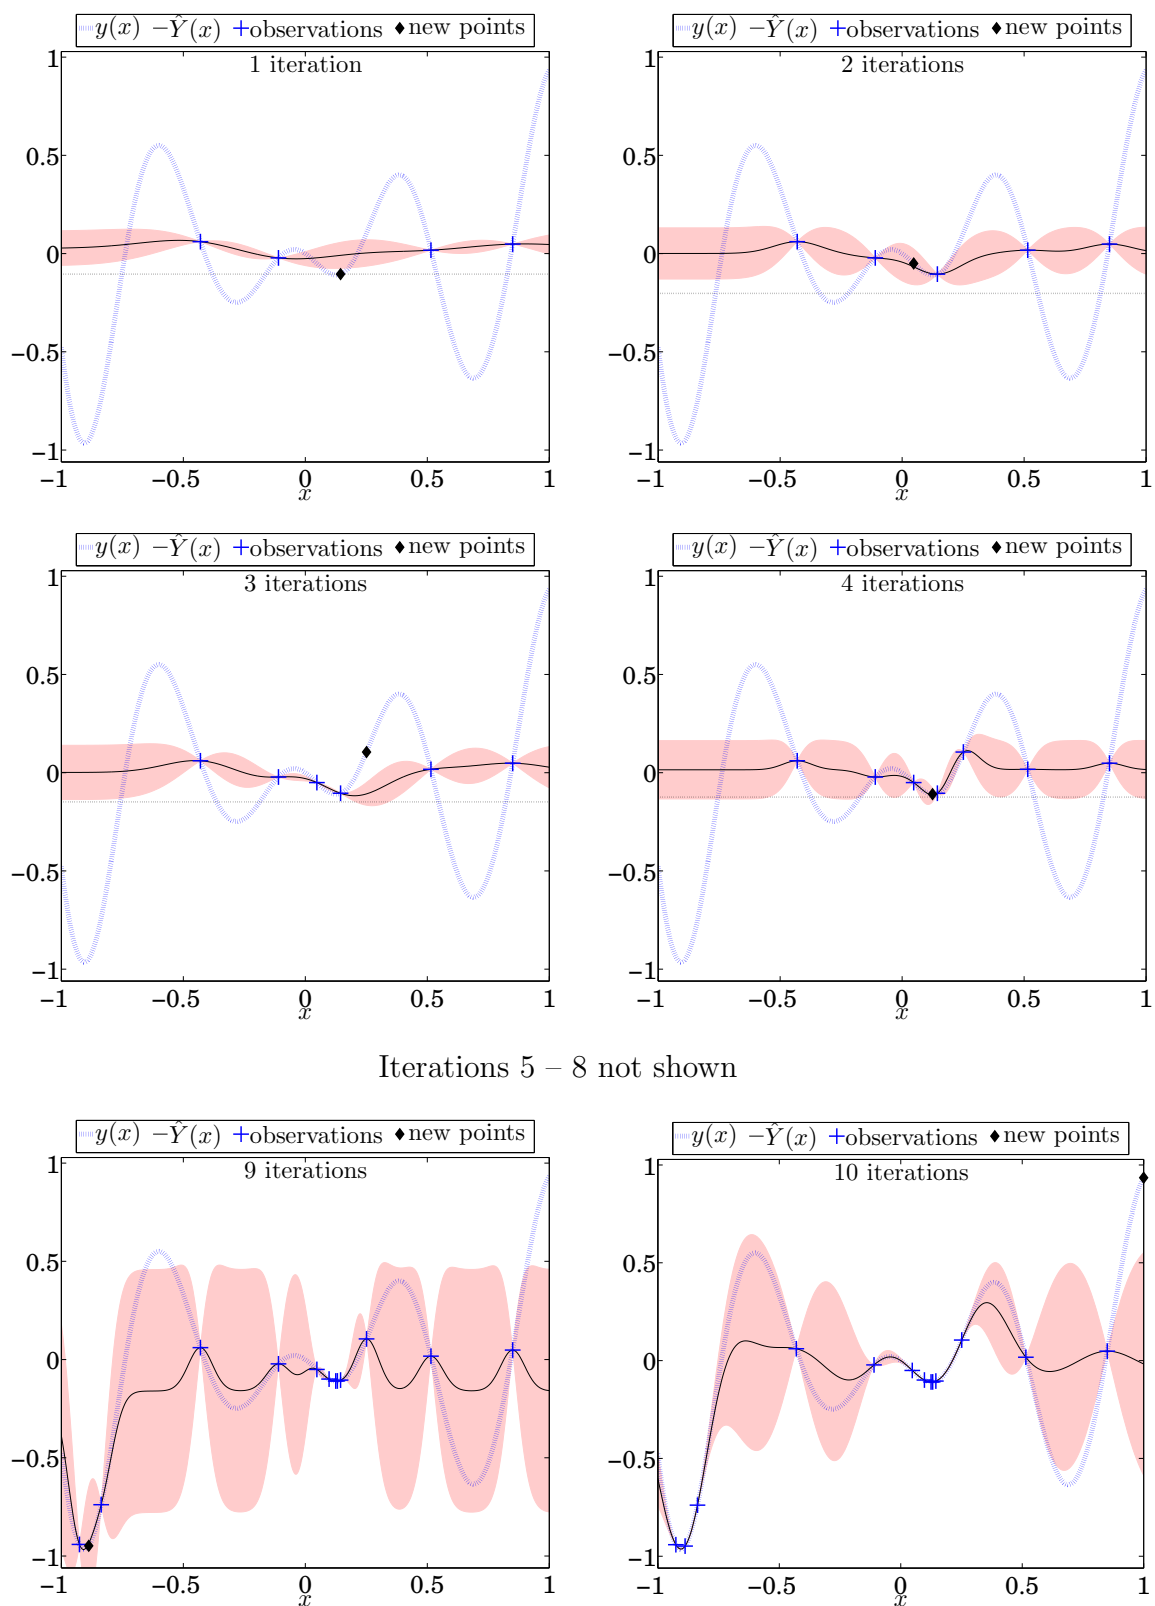 y(x) –Ŷ(x) +observations ♦new points
1 iteration
1
0.5
0
−0.5
−1
−1 −0.5 0 0.5 1
x
y(x) –Ŷ(x) +observations ♦new points
2 iterations
1
0.5
0
−0.5
−1
−1 −0.5 0 0.5 1
x
y(x) –Ŷ(x) +observations ♦new points
3 iterations
1
0.5
0
−0.5
−1
−1 −0.5 0 0.5 1
x
y(x) –Ŷ(x) +observations ♦new points
4 iterations
1
0.5
0
−0.5
−1
−1 −0.5 0 0.5 1
x
Iterations 5 – 8 not shown
y(x) –Ŷ(x) +observations ♦new points
9 iterations
1
0.5
0
−0.5
−1
−1 −0.5 0 0.5 1
x
y(x) –Ŷ(x) +observations ♦new points
10 iterations
1
0.5
0
−0.5
−1
−1 −0.5 0 0.5 1
x